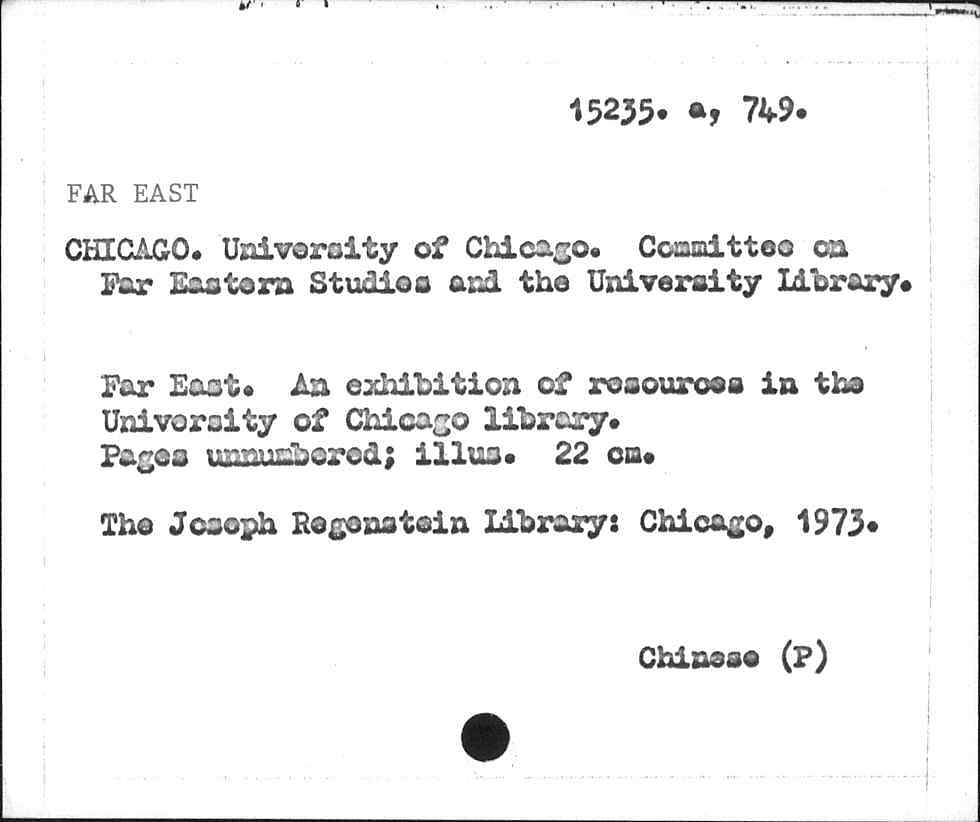 15235. a, 749.
FAR EAST
CHICAGO. University of Chicago. Committee on
Far Eastern Studies and the University Library.
Far East. An exhibition of resources in the
University of Chicago library.
Pages unnumbered; illus. 22 cm.
The Joseph Regenstein Library: Chicago, 1973.
Chinese (P)